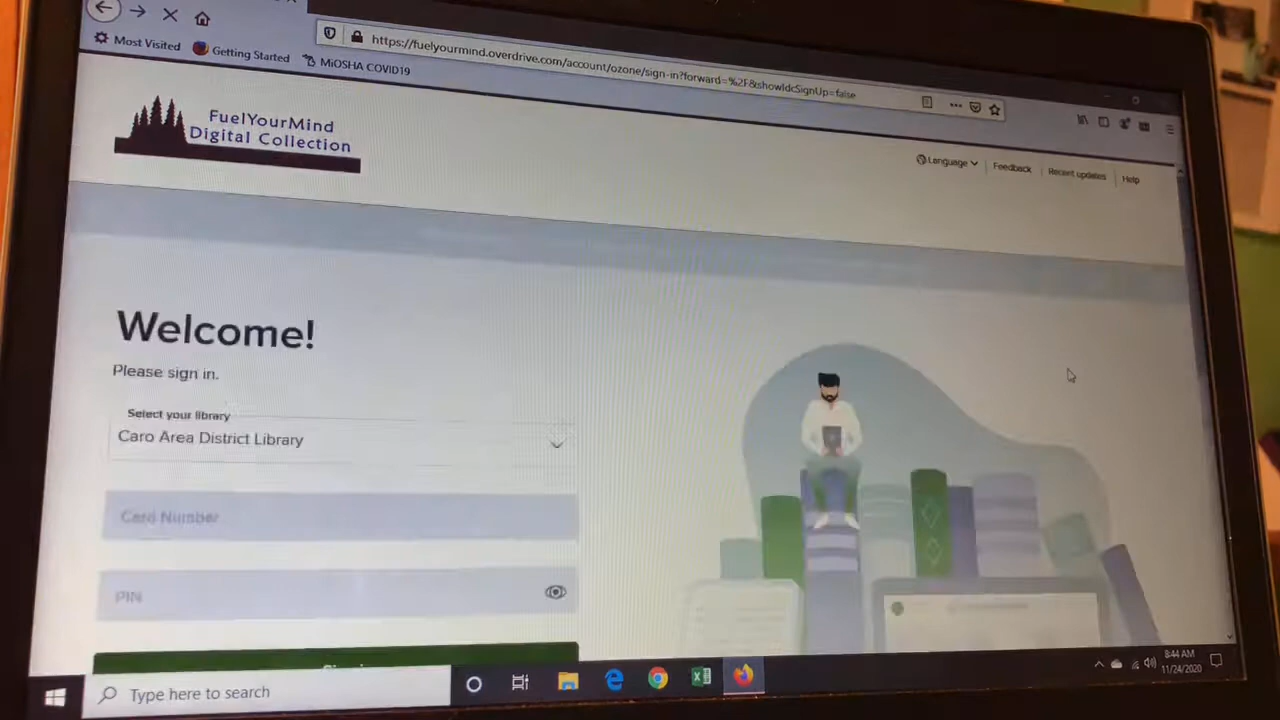 https://fuelyourmind.overdrive.com/account/ozone/sign-in?forward=%2F&showIdcSignUp=false
Most Visited
Getting Started
MiOSHA COVID19
FuelYourMind
Digital Collection
Language
Feedback
Recent updates
Help
Welcome!
Please sign in.
Select your library
Caro Area District Library
Card Number
PIN
Type here to search
8:44 AM
11/24/2020